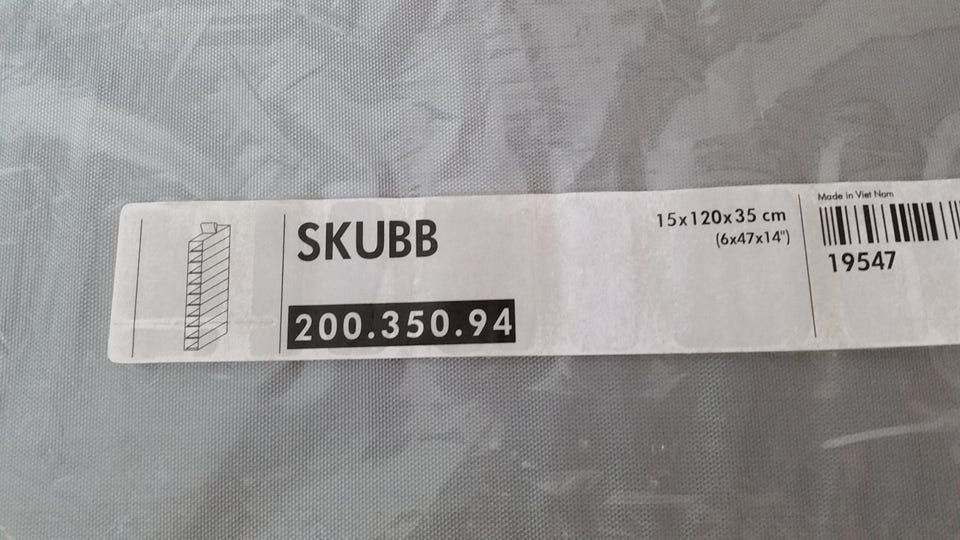 SKUBB
200.350.94
15x120x35 cm
(6x47x14")
Made in Viet Nam
19547